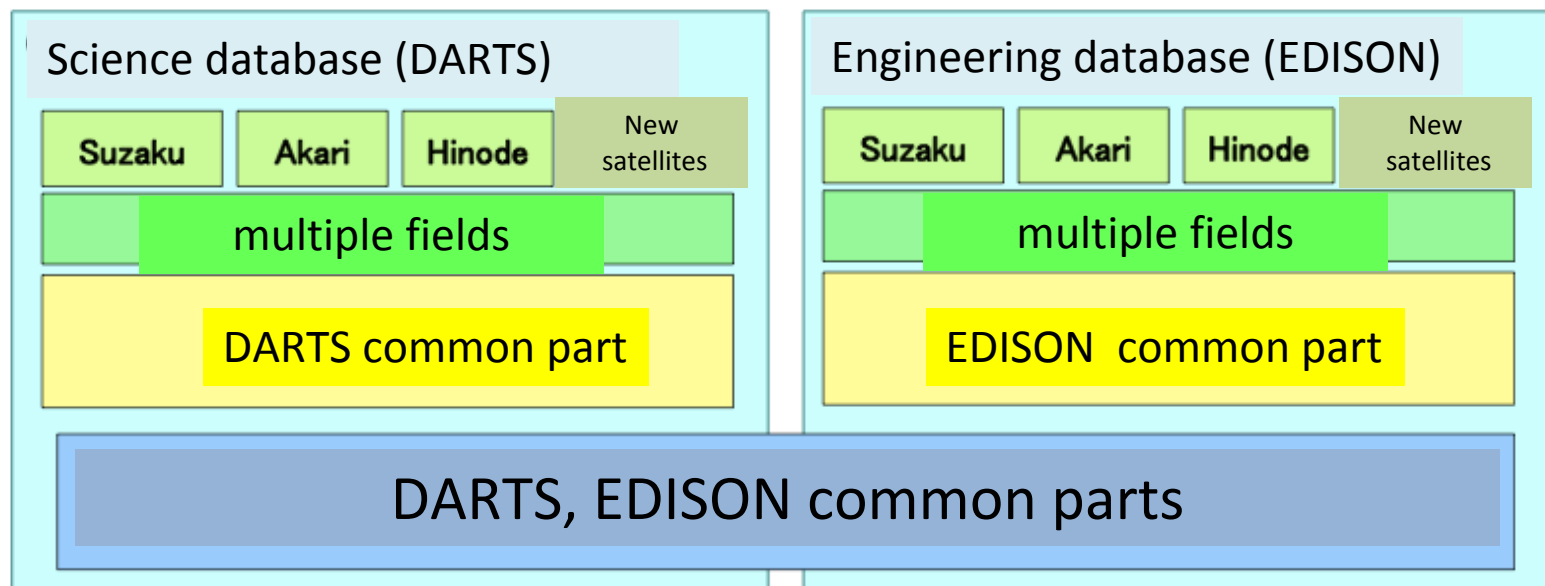 Science database (DARTS)
Suzaku
Akari
Hinode
New
satellites
multiple fields
DARTS common part
Engineering database (EDISON)
Suzaku
Akari
Hinode
New
satellites
multiple fields
EDISON  common part
DARTS, EDISON common parts